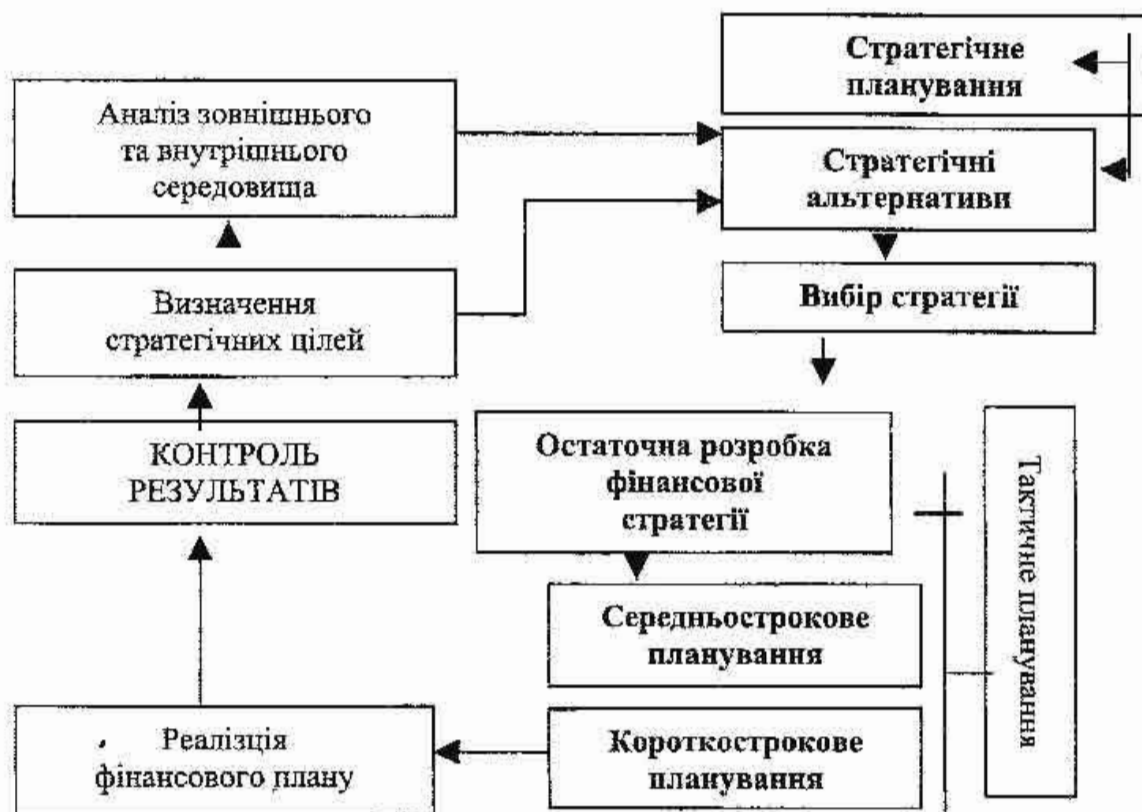 Стратегічне
планування
Аналіз зовнішнього
та внутрішнього
середовища
Стратегічні
альтернативи
Визначення
стратегічних цілей
Вибір стратегії
КОНТРОЛЬ
РЕЗУЛЬТАТІВ
Остаточна розробка
фінансової
стратегії
Тактичне планування
Середньострокове
планування
Реалізція
фінансового плану
Короткострокове
планування